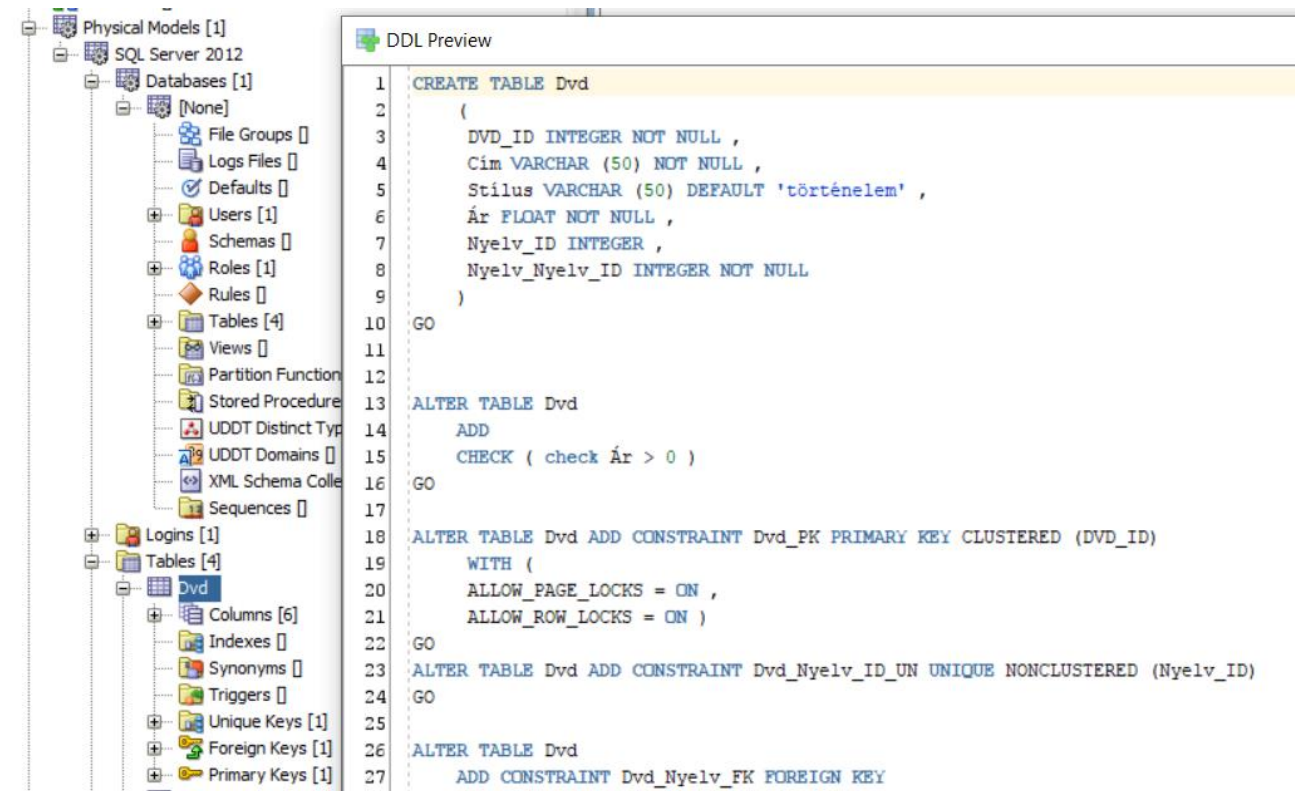 Physical Models [1]
SQL Server 2012
Databases [1]
[None]
File Groups []
Logs Files []
Defaults []
Users [1]
Schemas []
Roles [1]
Rules []
Tables [4]
Views []
Partition Function
Stored Procedure
UDDT Distinct Typ
UDDT Domains []
XML Schema Colle
Sequences []
Logins [1]
Tables [4]
Dvd
Columns [6]
Indexes []
Synonyms []
Triggers []
Unique Keys [1]
Foreign Keys [1]
Primary Keys [1]
DDL Preview
1 CREATE TABLE Dvd
2 (
3 DVD_ID INTEGER NOT NULL ,
4 Cím VARCHAR (50) NOT NULL ,
5 Stílus VARCHAR (50) DEFAULT 'történelem' ,
6 Ár FLOAT NOT NULL ,
7 Nyelv_ID INTEGER ,
8 Nyelv_Nyelv_ID INTEGER NOT NULL
9 )
10 GO
11
12
13 ALTER TABLE Dvd
14 ADD
15 CHECK ( check Ár > 0 )
16 GO
17
18 ALTER TABLE Dvd ADD CONSTRAINT Dvd_PK PRIMARY KEY CLUSTERED (DVD_ID)
19 WITH (
20 ALLOW_PAGE_LOCKS = ON ,
21 ALLOW_ROW_LOCKS = ON )
22 GO
23 ALTER TABLE Dvd ADD CONSTRAINT Dvd_Nyelv_ID_UN UNIQUE NONCLUSTERED (Nyelv_ID)
24 GO
25
26 ALTER TABLE Dvd
27 ADD CONSTRAINT Dvd_Nyelv_FK FOREIGN KEY